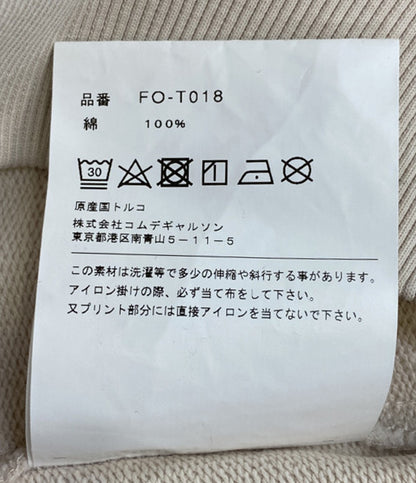 品番 FO-T018
綿 100%
30
原産国トルコ
株式会社コムデギャルソン
東京都港区南青山5-11-5
この素材は洗濯等で多少の伸縮や斜行する事があります。
アイロン掛けの際、必ず当て布をして下さい。
又プリント部分には直接アイロンを当てないで下さい。